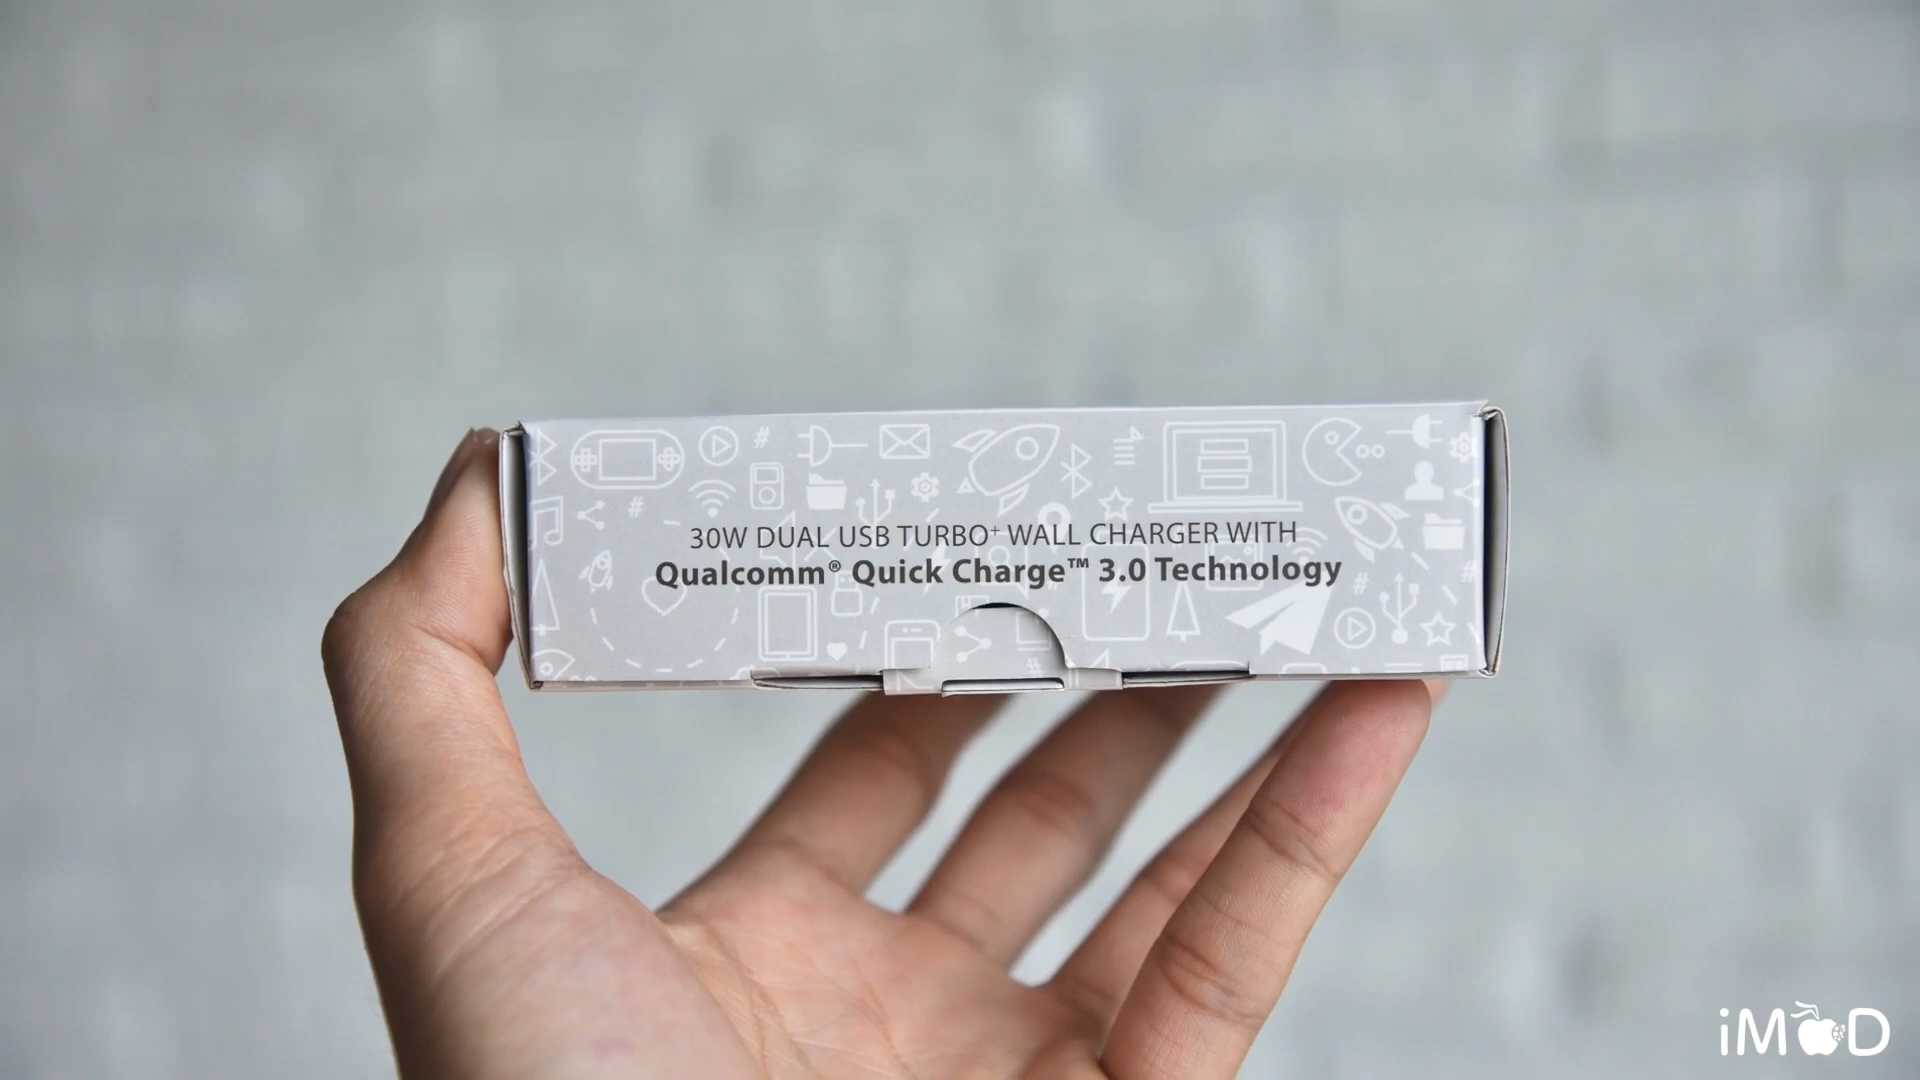 30W DUAL USB TURBO⁺ WALL CHARGER WITH
Qualcomm® Quick Charge™ 3.0 Technology
iMOD